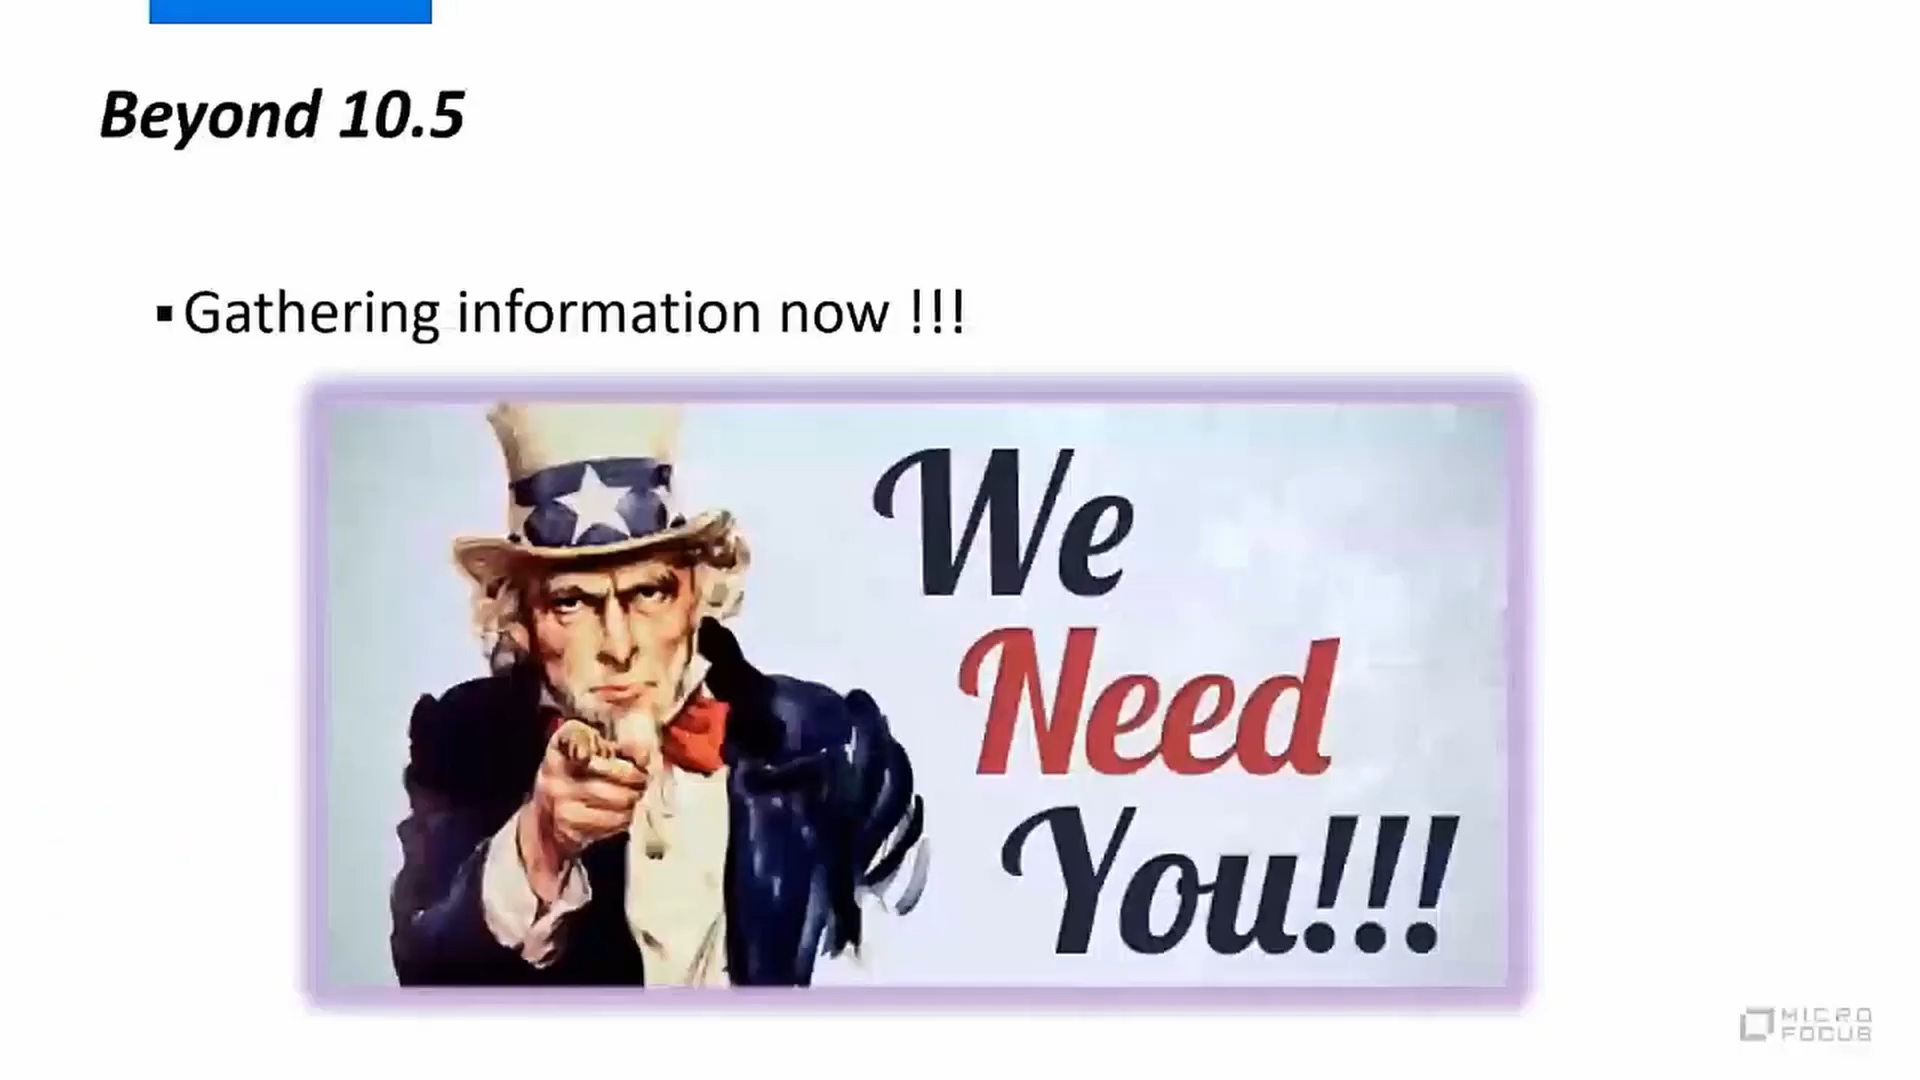 Beyond 10.5
▪ Gathering information now !!!
We
Need
You!!!
MICRO
FOCUS